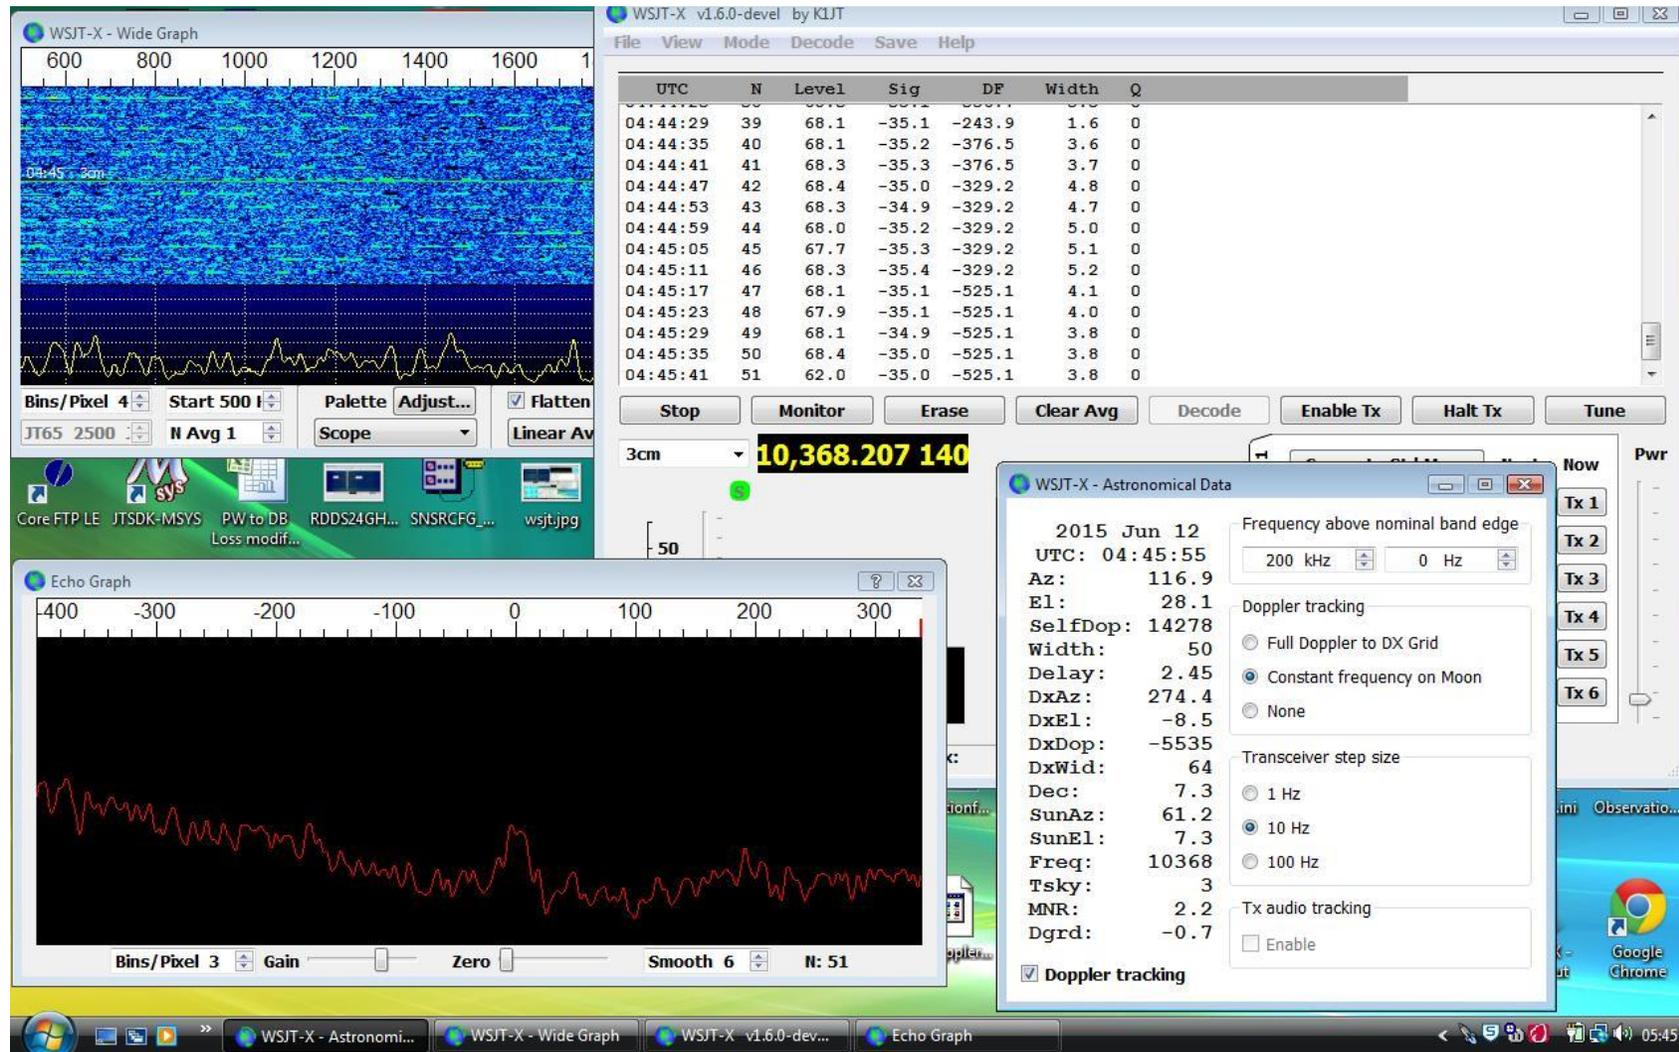 WSJT-X - Wide Graph
600 800 1000 1200 1400 1600 1
04:45 3cm
Bins/Pixel 4 Start 500 Palette Adjust... Flatten
JT65 2500 N Avg 1 Scope Linear Av
WSJT-X v1.6.0-devel by K1JT
File View Mode Decode Save Help
UTC N Level Sig DF Width Q
04:44:29 39 68.1 -35.1 -243.9 1.6 0
04:44:35 40 68.1 -35.2 -376.5 3.6 0
04:44:41 41 68.3 -35.3 -376.5 3.7 0
04:44:47 42 68.4 -35.0 -329.2 4.8 0
04:44:53 43 68.3 -34.9 -329.2 4.7 0
04:44:59 44 68.0 -35.2 -329.2 5.0 0
04:45:05 45 67.7 -35.3 -329.2 5.1 0
04:45:11 46 68.3 -35.4 -329.2 5.2 0
04:45:17 47 68.1 -35.1 -525.1 4.1 0
04:45:23 48 67.9 -35.1 -525.1 4.0 0
04:45:29 49 68.1 -34.9 -525.1 3.8 0
04:45:35 50 68.4 -35.0 -525.1 3.8 0
04:45:41 51 62.0 -35.0 -525.1 3.8 0
Stop Monitor Erase Clear Avg Decode Enable Tx Halt Tx Tune
3cm 10,368.207 140
S
50
Now Pwr
Tx 1
Tx 2
Tx 3
Tx 4
Tx 5
Tx 6
Core FTP LE JTSDK-MSYS PW to DB RDDS24GH... SNSRCFG_... wsjt.jpg
Loss modif...
Echo Graph
-400 -300 -200 -100 0 100 200 300
Bins/Pixel 3 Gain Zero Smooth 6 N: 51
WSJT-X - Astronomical Data
2015 Jun 12
UTC: 04:45:55
Az: 116.9
El: 28.1
SelfDop: 14278
Width: 50
Delay: 2.45
DxAz: 274.4
DxEl: -8.5
DxDop: -5535
DxWid: 64
Dec: 7.3
SunAz: 61.2
SunEl: 7.3
Freq: 10368
Tsky: 3
MNR: 2.2
Dgrd: -0.7
Doppler tracking
Frequency above nominal band edge
200 kHz 0 Hz
Doppler tracking
Full Doppler to DX Grid
Constant frequency on Moon
None
Transceiver step size
1 Hz
10 Hz
100 Hz
Tx audio tracking
Enable
Observatio...
Google
Chrome
WSJT-X - Astronomi... WSJT-X - Wide Graph WSJT-X v1.6.0-dev... Echo Graph 05:45